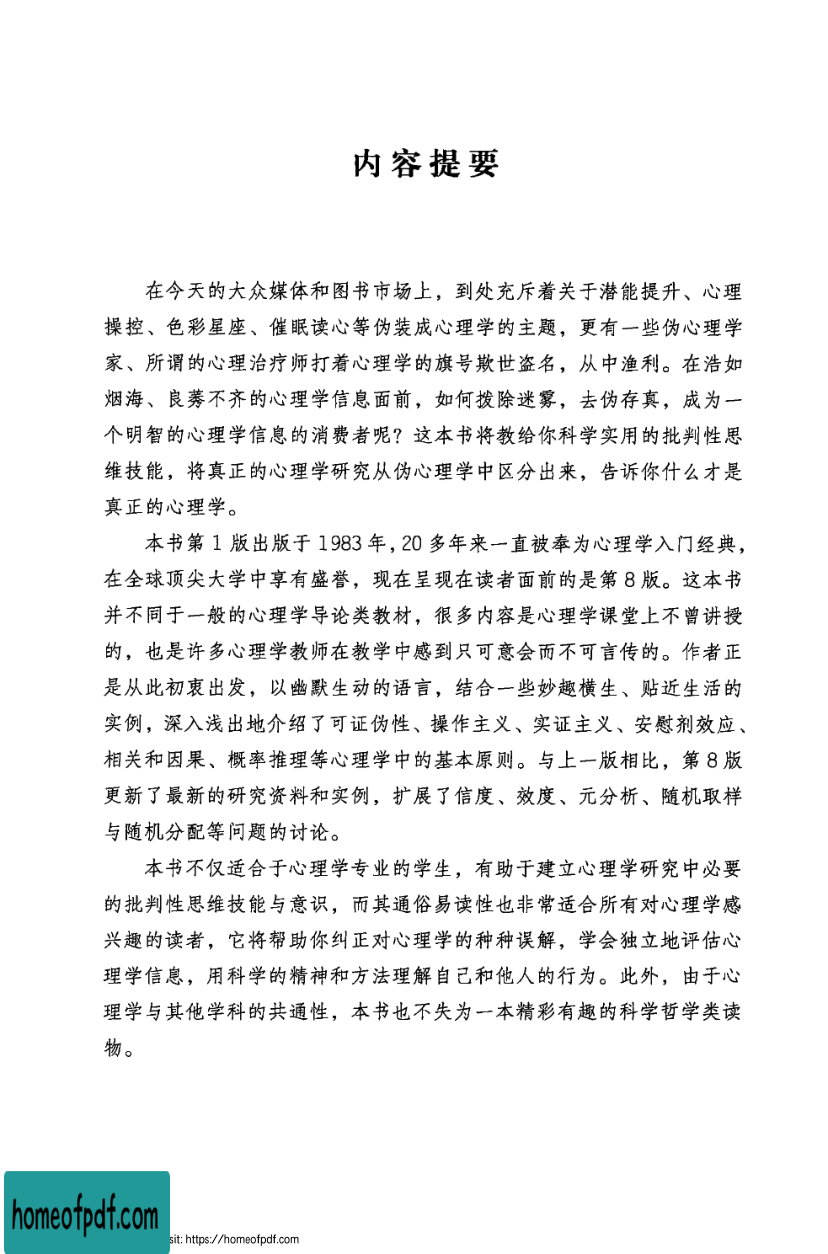 内容提要
在今天的大众媒体和图书市场上，到处充斥着关于潜能提升、心理
操控、色彩星座、催眠读心等伪装成心理学的主题，更有一些伪心理学
家、所谓的心理治疗师打着心理学的旗号欺世盗名，从中渔利。在浩如
烟海、良莠不齐的心理学信息面前，如何拨除迷雾，去伪存真，成为一
个明智的心理学信息的消费者呢？这本书将教给你科学实用的批判性思
维技能，将真正的心理学研究从伪心理学中区分出来，告诉你什么才是
真正的心理学。
本书第1版出版于1983年，20多年来一直被奉为心理学入门经典，
在全球顶尖大学中享有盛誉，现在呈现在读者面前的是第8版。这本书
并不同于一般的心理学导论类教材，很多内容是心理学课堂上不曾讲授
的，也是许多心理学教师在教学中感到只可意会而不可言传的。作者正
是从此初衷出发，以幽默生动的语言，结合一些妙趣横生、贴近生活的
实例，深入浅出地介绍了可证伪性、操作主义、实证主义、安慰剂效应、
相关和因果、概率推理等心理学中的基本原则。与上一版相比，第8版
更新了最新的研究资料和实例，扩展了信度、效度、元分析、随机取样
与随机分配等问题的讨论。
本书不仅适合于心理学专业的学生，有助于建立心理学研究中必要
的批判性思维技能与意识，而其通俗易读性也非常适合所有对心理学感
兴趣的读者，它将帮助你纠正对心理学的种种误解，学会独立地评估心
理学信息，用科学的精神和方法理解自己和他人的行为。此外，由于心
理学与其他学科的共通性，本书也不失为一本精彩有趣的科学哲学类读
物。
homeofpdf.com
sit: https://homeofpdf.com